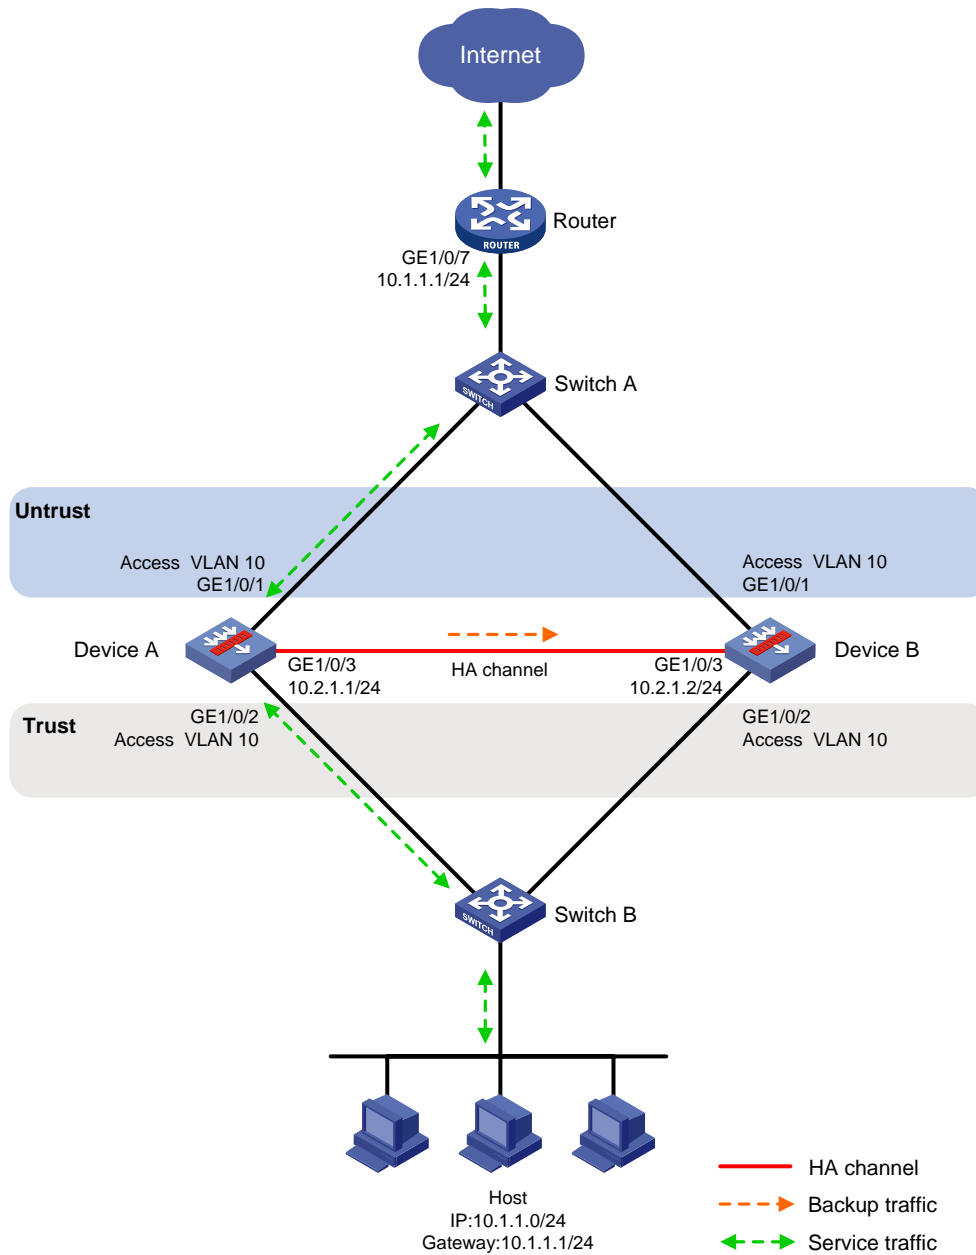 Internet
Router
ROUTER
GE1/0/7
10.1.1.1/24
Switch A
SWITCH
Untrust
Access VLAN 10
GE1/0/1
Access VLAN 10
GE1/0/1
Device A
Device B
GE1/0/3
10.2.1.1/24
HA channel
GE1/0/3
10.2.1.2/24
Trust
GE1/0/2
Access VLAN 10
GE1/0/2
Access VLAN 10
Switch B
SWITCH
Host
IP:10.1.1.0/24
Gateway:10.1.1.1/24
HA channel
Backup traffic
Service traffic